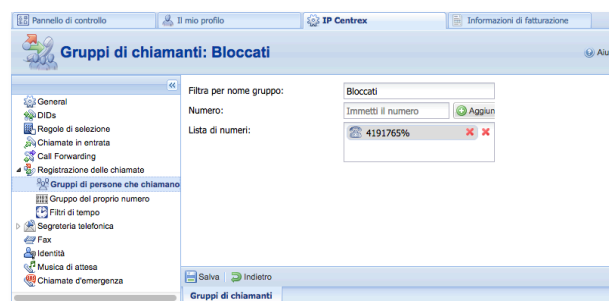 Pannello di controllo
Il mio profilo
IP Centrex
Informazioni di fatturazione
Gruppi di chiamanti: Bloccati
Aiu
General
DIDs
Regole di selezione
Chiamate in entrata
Call Forwarding
Registrazione delle chiamate
Gruppi di persone che chiamano
Gruppo del proprio numero
Filtri di tempo
Segreteria telefonica
Fax
Identità
Musica di attesa
Chiamate d'emergenza
Filtra per nome gruppo:
Bloccati
Numero:
Immetti il numero
Aggiun
Lista di numeri:
4191765%
Salva
Indietro
Gruppi di chiamanti